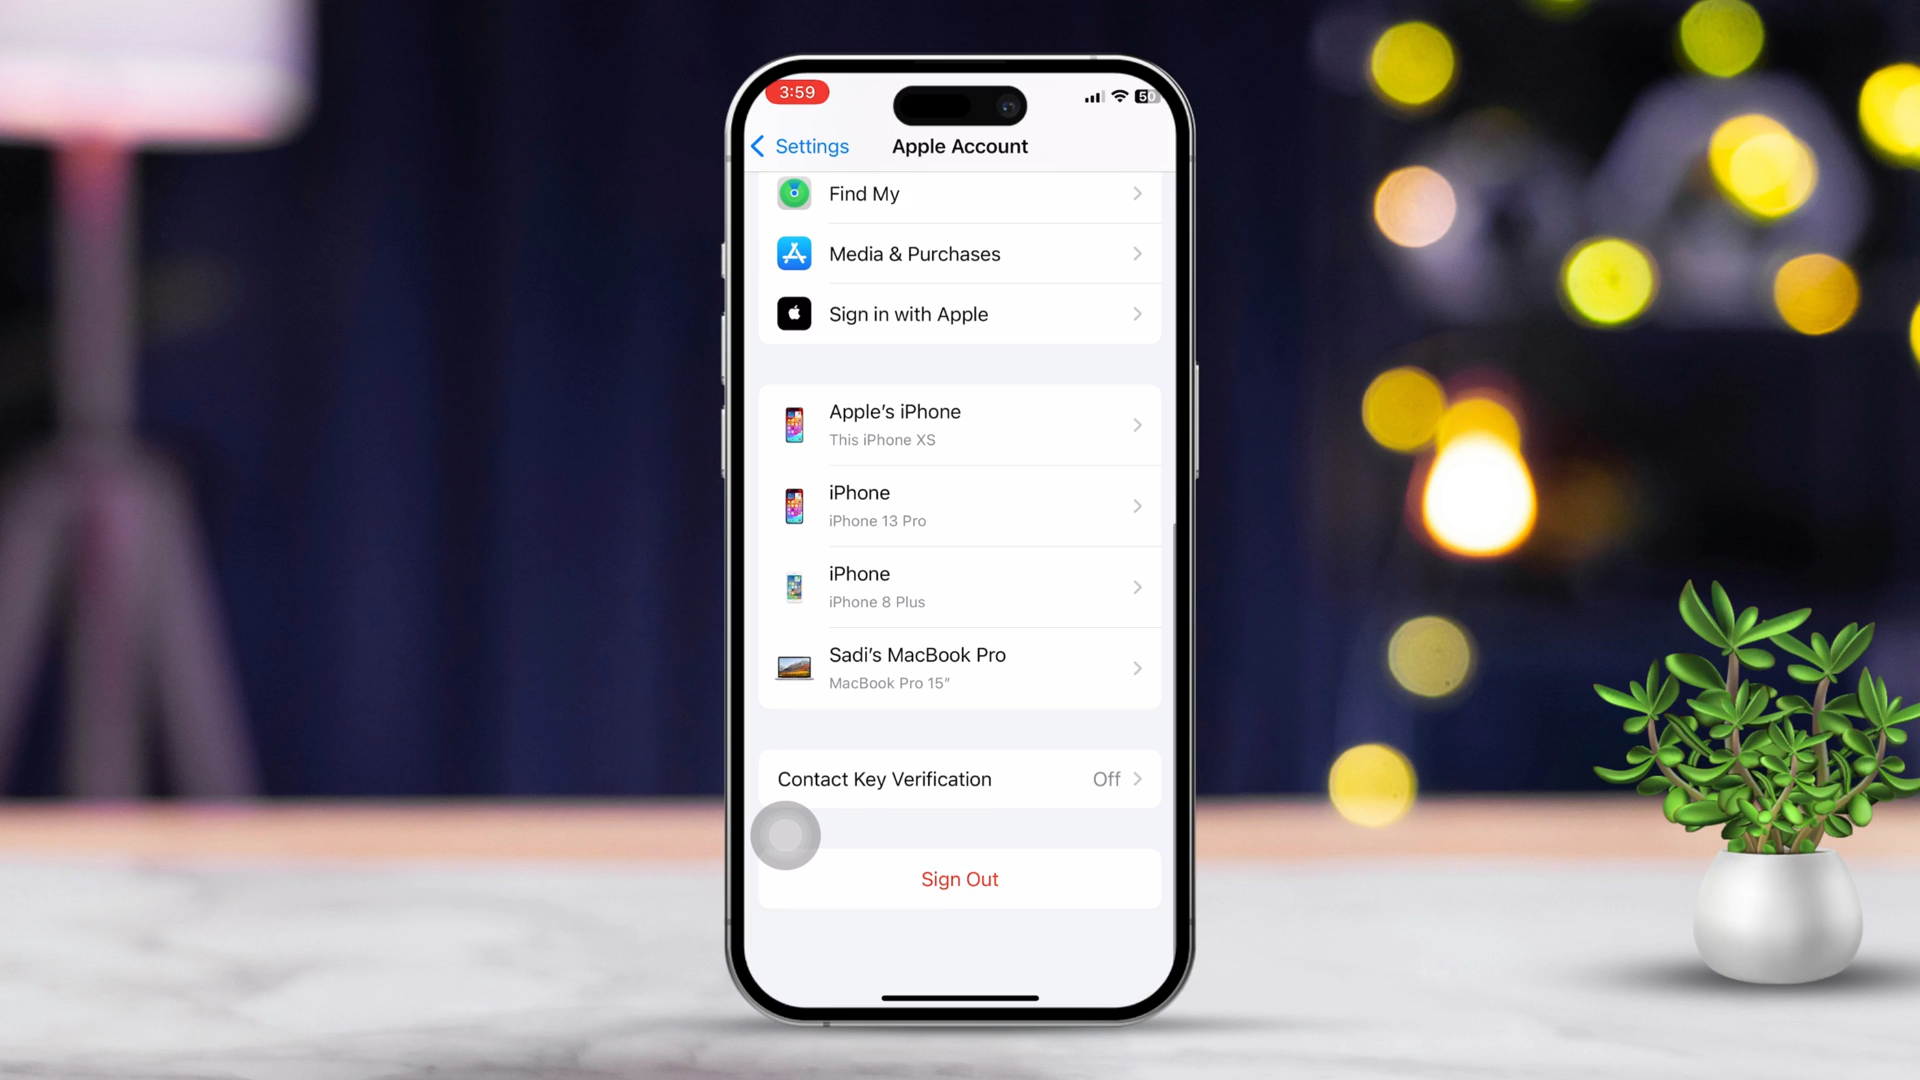 3:59
50
Settings
Apple Account
Find My
Media & Purchases
Sign in with Apple
Apple's iPhone
This iPhone XS
iPhone
iPhone 13 Pro
iPhone
iPhone 8 Plus
Sadi's MacBook Pro
MacBook Pro 15"
Contact Key Verification
Off
Sign Out